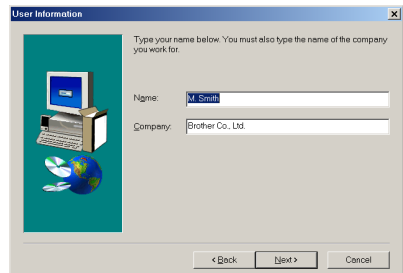 User Information
Type your name below. You must also type the name of the company
you work for.
Name: M. Smith
Company: Brother Co., Ltd.
< Back Next > Cancel